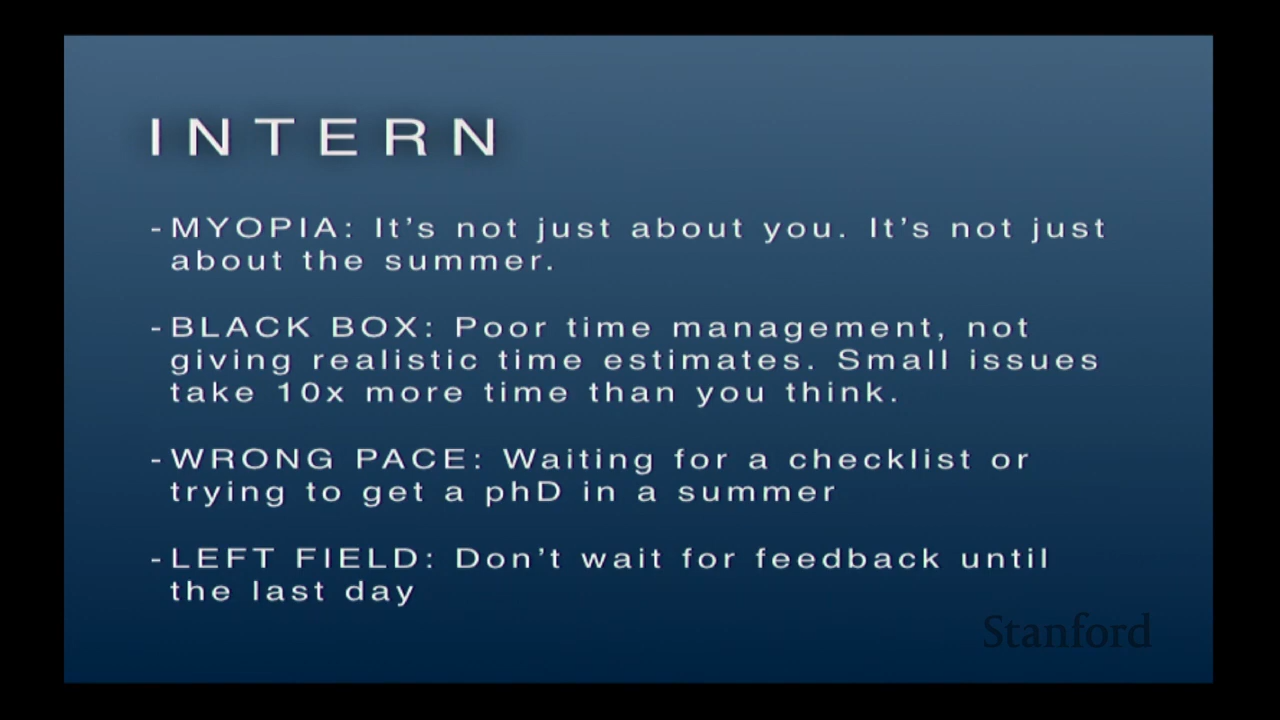 INTERN
-MYOPIA: It's not just about you. It's not just
about the summer.
-BLACK BOX: Poor time management, not
giving realistic time estimates. Small issues
take 10x more time than you think.
-WRONG PACE: Waiting for a checklist or
trying to get a phD in a summer
-LEFT FIELD: Don't wait for feedback until
the last day
Stanford